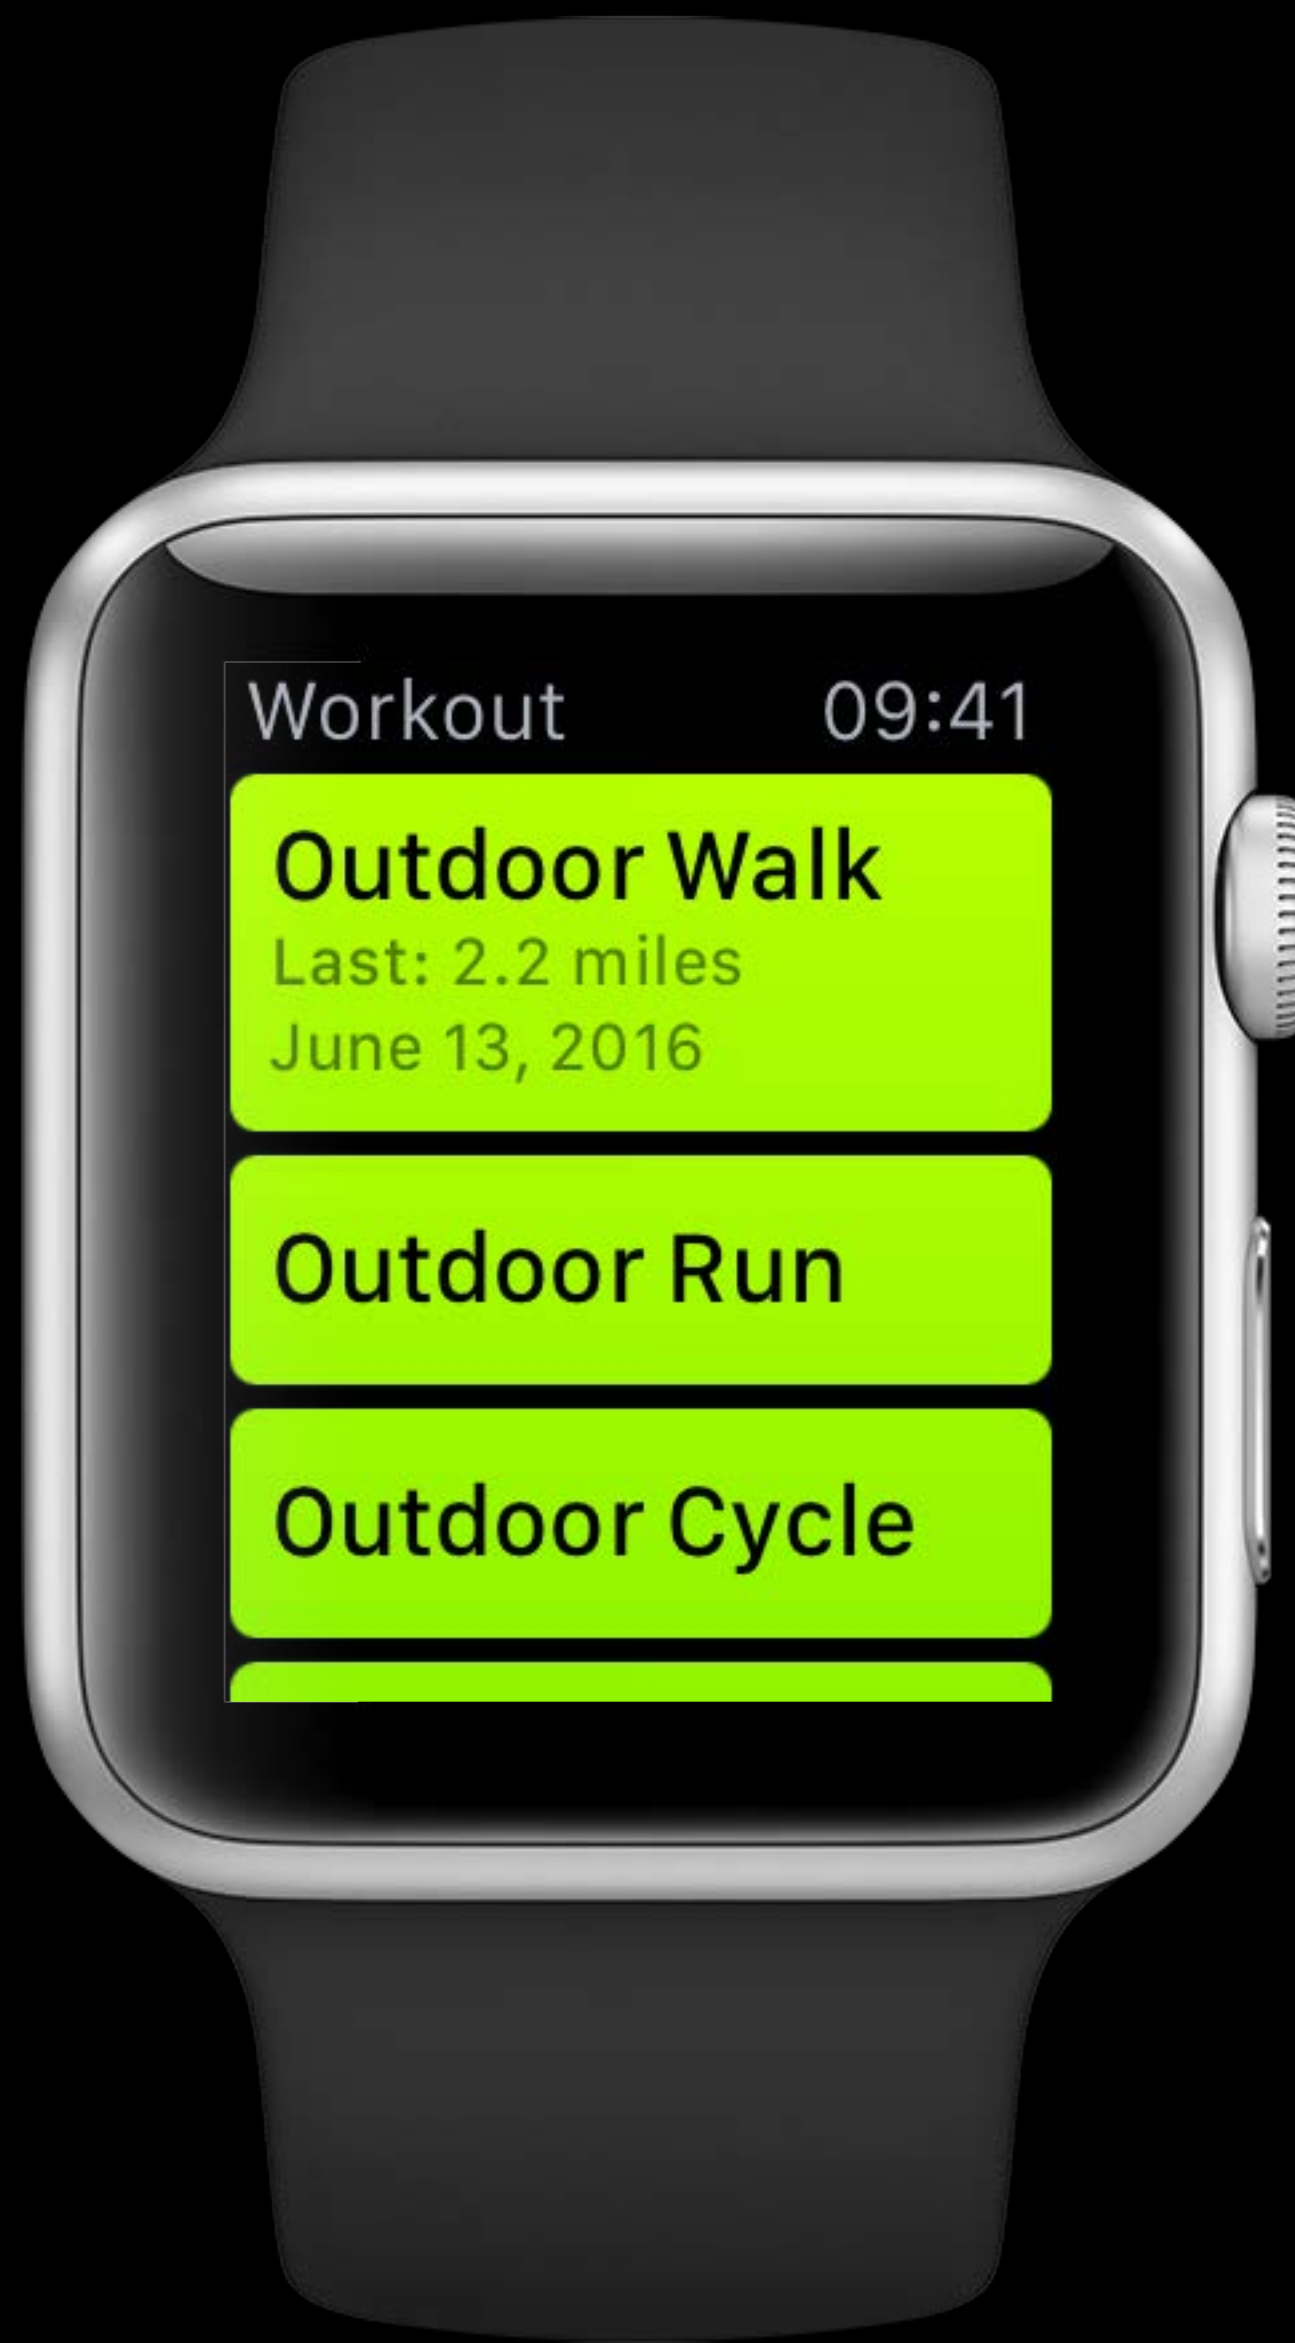 Workout 09:41
Outdoor Walk
Last: 2.2 miles
June 13, 2016
Outdoor Run
Outdoor Cycle